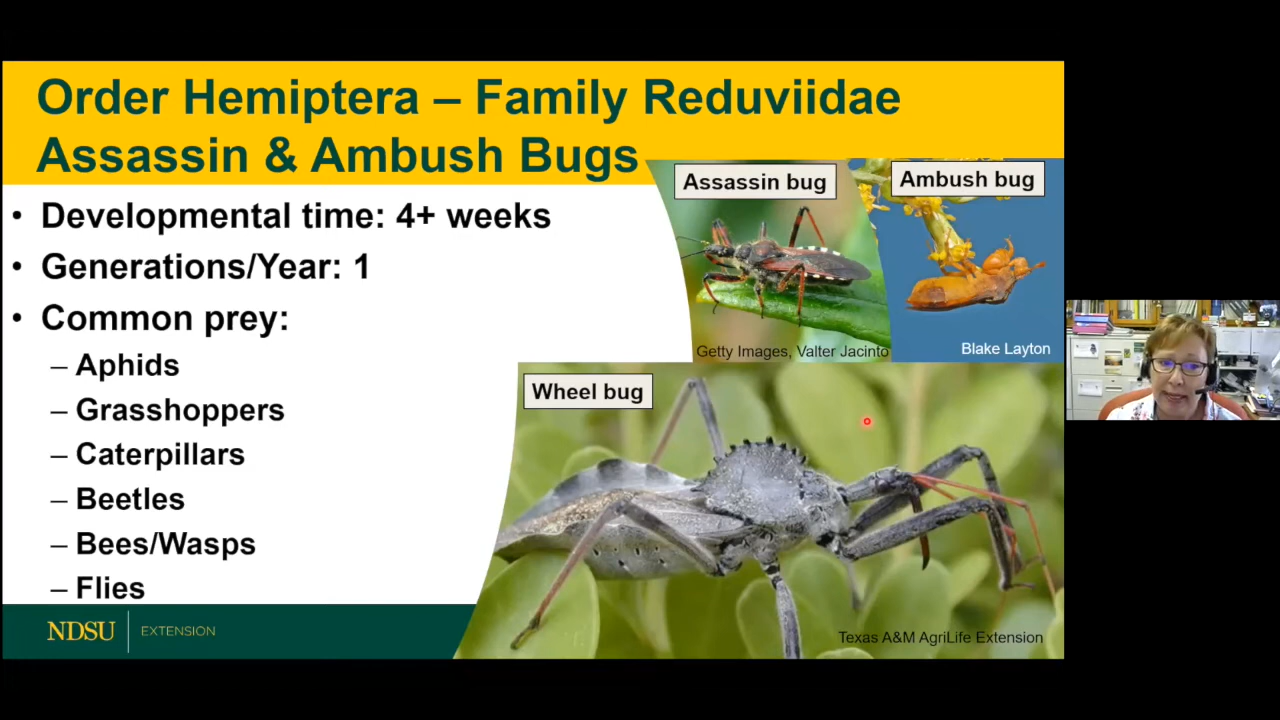 Order Hemiptera – Family Reduviidae
Assassin & Ambush Bugs
• Developmental time: 4+ weeks
• Generations/Year: 1
• Common prey:
– Aphids
– Grasshoppers
– Caterpillars
– Beetles
– Bees/Wasps
– Flies
Assassin bug
Getty Images, Valter Jacinto
Ambush bug
Blake Layton
Wheel bug
Texas A&M AgriLife Extension
NDSU EXTENSION